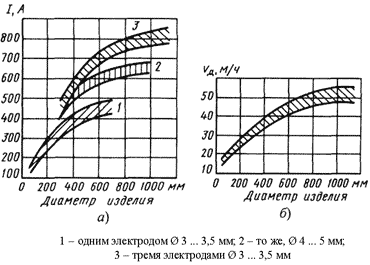 I, А
800
700
600
500
400
300
200
100
3
2
1
0 200 400 600 800 1000 мм
Диаметр изделия
а)
vд, м/ч
50
40
30
20
10
0 200 400 600 800 1000 мм
Диаметр изделия
б)
1 – одним электродом Ø 3 ... 3,5 мм; 2 – то же, Ø 4 ... 5 мм;
3 – тремя электродами Ø 3 ... 3,5 мм